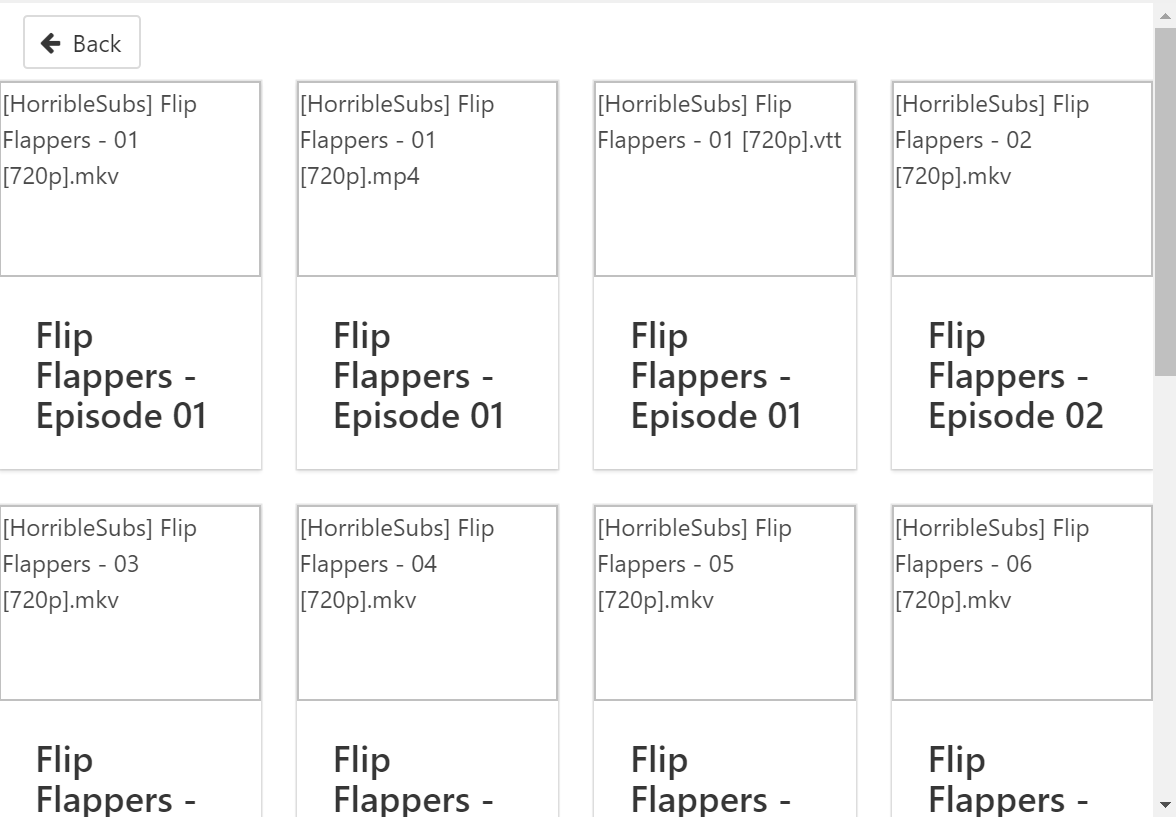 Back
[HorribleSubs] Flip
Flappers - 01
[720p].mkv
Flip
Flappers -
Episode 01
[HorribleSubs] Flip
Flappers - 01
[720p].mp4
Flip
Flappers -
Episode 01
[HorribleSubs] Flip
Flappers - 01 [720p].vtt
Flip
Flappers -
Episode 01
[HorribleSubs] Flip
Flappers - 02
[720p].mkv
Flip
Flappers -
Episode 02
[HorribleSubs] Flip
Flappers - 03
[720p].mkv
Flip
Flappers -
[HorribleSubs] Flip
Flappers - 04
[720p].mkv
Flip
Flappers -
[HorribleSubs] Flip
Flappers - 05
[720p].mkv
Flip
Flappers -
[HorribleSubs] Flip
Flappers - 06
[720p].mkv
Flip
Flappers -